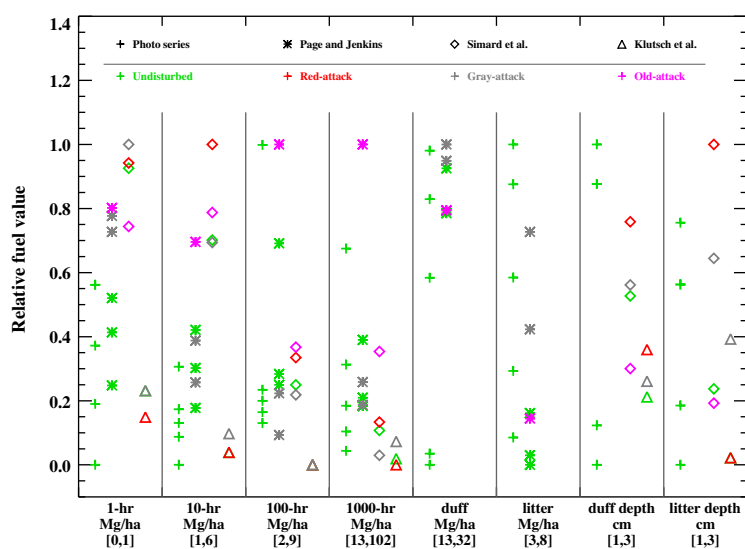 1.4
Photo series
Page and Jenkins
Simard et al.
Klutsch et al.
1.2
Undisturbed
Red-attack
Gray-attack
Old-attack
1.0
0.8
0.6
0.4
0.2
0.0
Relative fuel value
1-hr
10-hr
100-hr
1000-hr
duff
litter
duff depth
litter depth
Mg/ha
Mg/ha
Mg/ha
Mg/ha
Mg/ha
Mg/ha
cm
cm
[0,1]
[1,6]
[2,9]
[13,102]
[13,32]
[3,8]
[1,3]
[1,3]